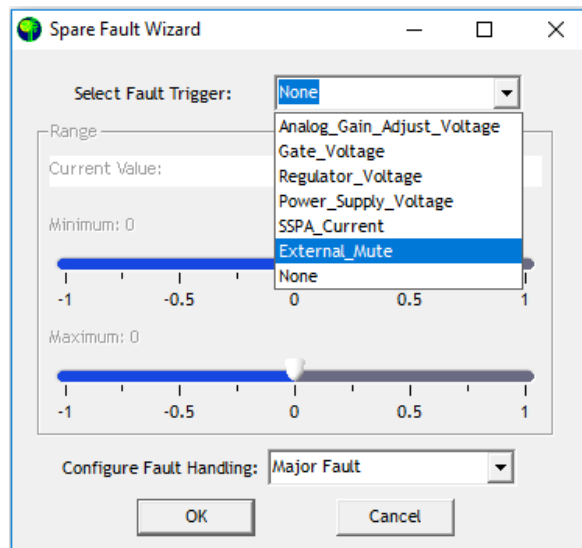 Spare Fault Wizard
Select Fault Trigger: None
Analog_Gain_Adjust_Voltage
Gate_Voltage
Regulator_Voltage
Power_Supply_Voltage
SSPA_Current
External_Mute
None
Range
Current Value:
Minimum: 0
-1 -0.5 0 0.5 1
Maximum: 0
-1 -0.5 0 0.5 1
Configure Fault Handling: Major Fault
OK Cancel